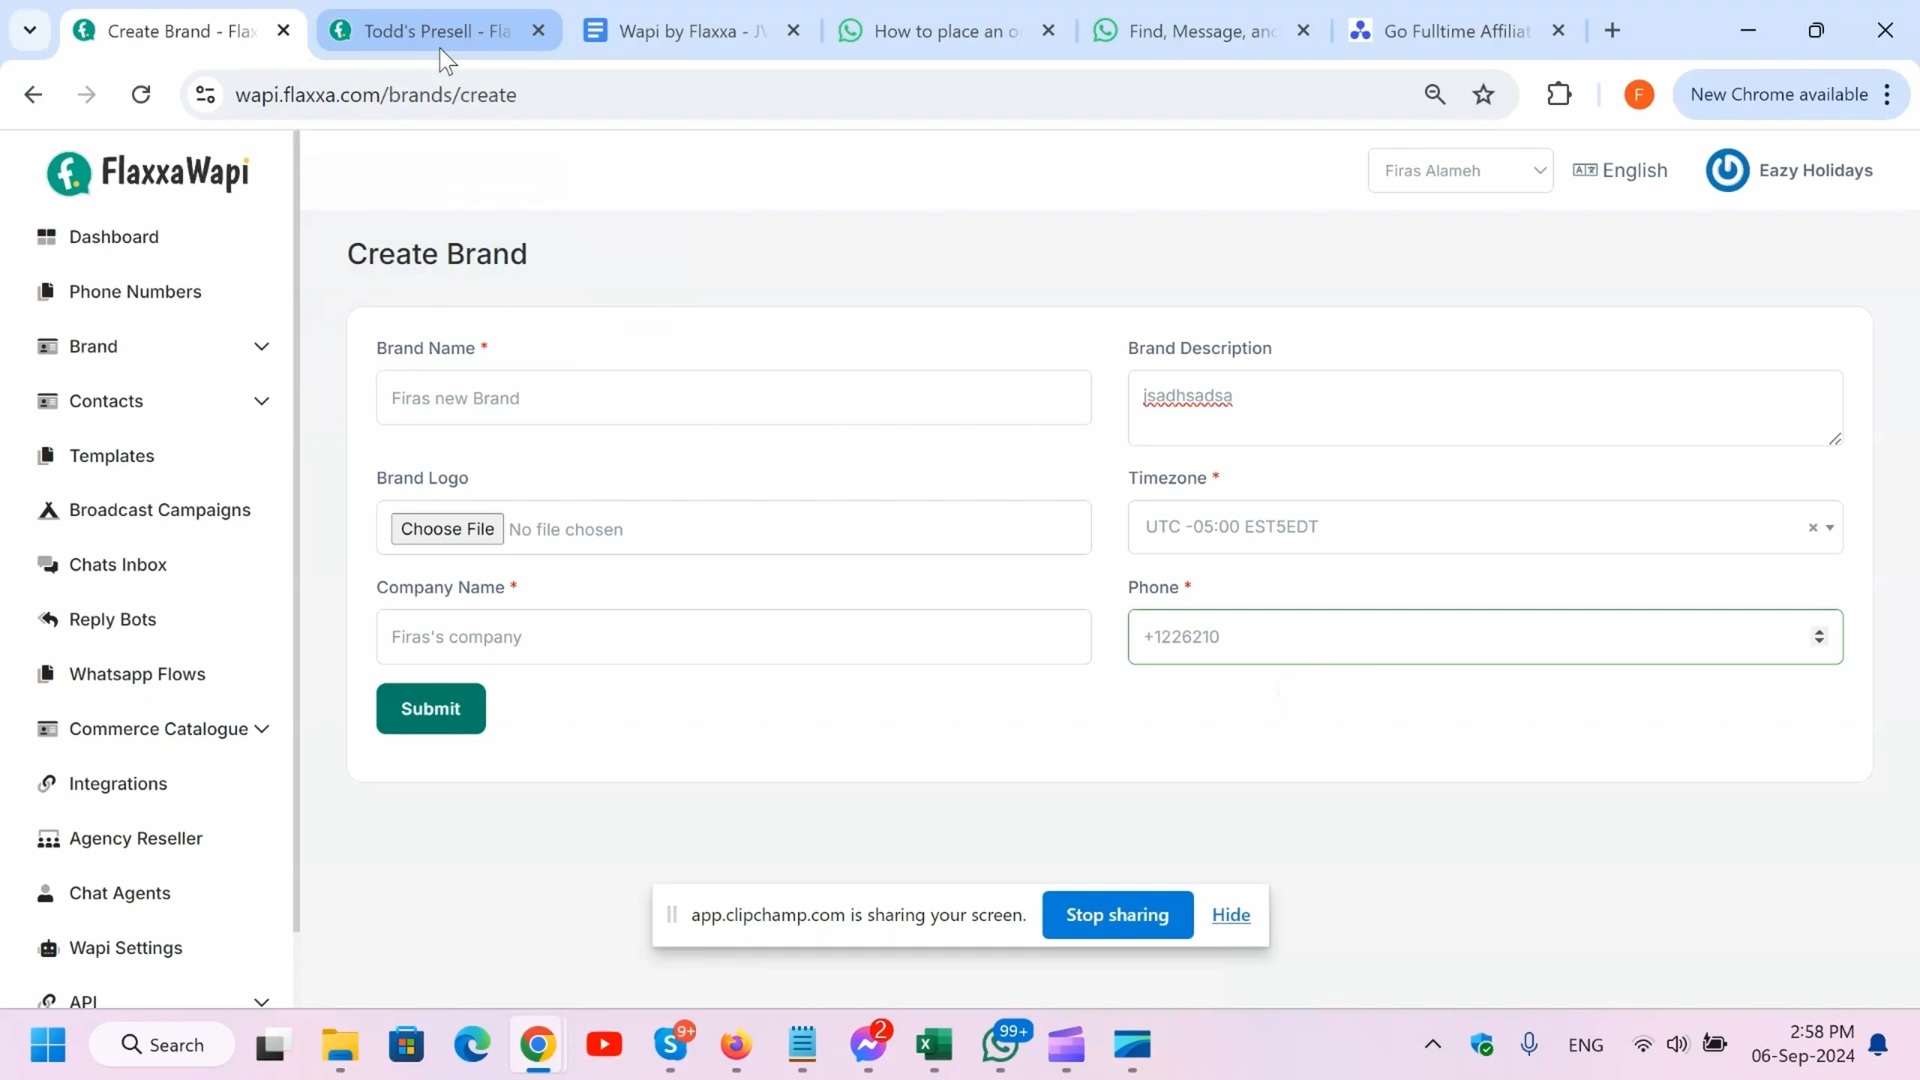 Create Brand - Flax
Todd's Presell - Fla
Wapi by Flaxxa - J
How to place an o
Find, Message, an
Go Fulltime Affiliat
wapi.flaxxa.com/brands/create
F
New Chrome available
FlaxxaWapi
Firas Alameh
English
Eazy Holidays
Dashboard
Phone Numbers
Brand
Contacts
Templates
Broadcast Campaigns
Chats Inbox
Reply Bots
Whatsapp Flows
Commerce Catalogue
Integrations
Agency Reseller
Chat Agents
Wapi Settings
API
Create Brand
Brand Name *
Brand Description
Firas new Brand
jsadhsadsa
Brand Logo
Timezone *
Choose File No file chosen
UTC -05:00 EST5EDT
Company Name *
Phone *
Firas's company
+1226210
Submit
app.clipchamp.com is sharing your screen.
Stop sharing
Hide
Search
9+
2
99+
ENG
2:58 PM
06-Sep-2024